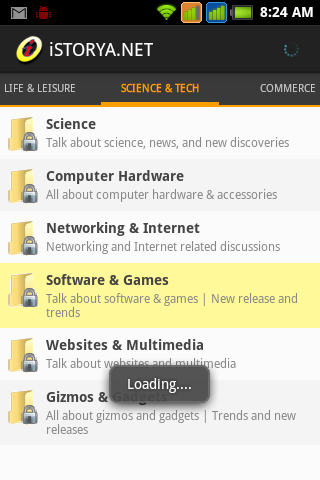 8:24 AM
iSTORYA.NET
LIFE & LEISURE
SCIENCE & TECH
COMMERCE
Science
Talk about science, news, and new discoveries
Computer Hardware
All about computer hardware & accessories
Networking & Internet
Networking and Internet related discussions
Software & Games
Talk about software & games | New release and
trends
Websites & Multimedia
Talk about websites and multimedia
Loading....
Gizmos & Gadgets
All about gizmos and gadgets | Trends and new
releases